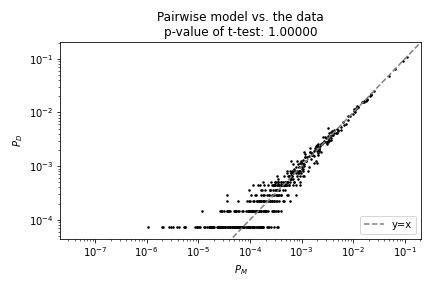 Pairwise model vs. the data
p-value of t-test: 1.00000
10⁻¹
10⁻²
10⁻³
10⁻⁴
P_D
y=x
10⁻⁷ 10⁻⁶ 10⁻⁵ 10⁻⁴ 10⁻³ 10⁻² 10⁻¹
P_M